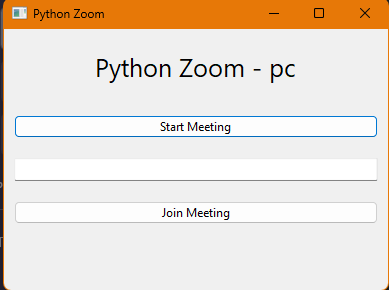 Python Zoom
Python Zoom - pc
Start Meeting
Join Meeting